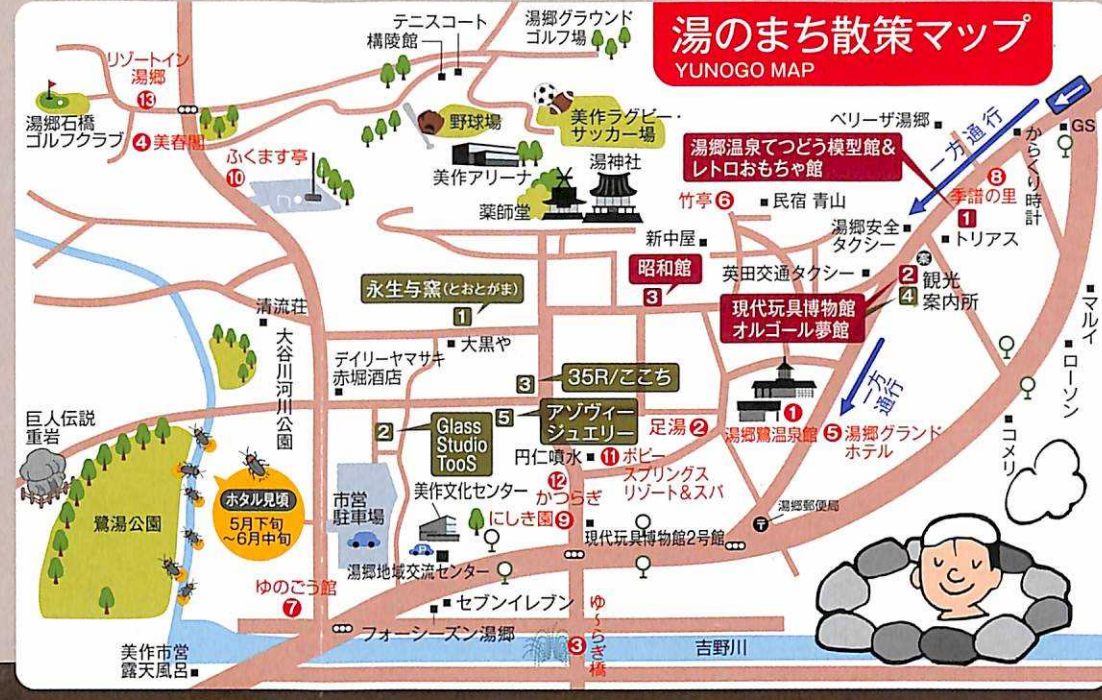 湯のまち散策マップ
YUNOGO MAP
テニスコート
構陵館
湯郷グラウンド
ゴルフ場
リゾートイン
湯郷
13
湯郷石橋
ゴルフクラブ
4 美春閣
ふくます亭
10
野球場
美作ラグビー・
サッカー場
美作アリーナ
湯神社
薬師堂
ベリーザ湯郷
一方通行
GS
からくり時計
湯郷温泉てつどう模型館&
レトロおもちゃ館
8
季譜の里
1
竹亭 6
民宿 青山
湯郷安全
タクシー
トリアス
新中屋
昭和館
3
英田交通タクシー
案
2 観光
4 案内所
現代玩具博物館
オルゴール夢館
永生与窯(とおとがま)
1
清流荘
大谷川河川公園
大黒や
デイリーヤマサキ
赤堀酒店
3 35R/ここち
5 アゾヴィー
ジュエリー
2 Glass
Studio
TooS
足湯 2
1
湯郷鷺温泉館
一方
通行
5 湯郷グランド
ホテル
マルイ
ローソン
コメリ
巨人伝説
重岩
鷺湯公園
ホタル見頃
5月下旬
~6月中旬
市営
駐車場
円仁噴水
11 ポピー
スプリングス
リゾート&スパ
12
かつらぎ
美作文化センター
にしき園 9
P
現代玩具博物館2号館
〒
湯郷郵便局
湯郷地域交流センター
ゆのごう館
7
セブンイレブン
フォーシーズン湯郷
3 ゆ〜らぎ橋
吉野川
美作市営
露天風呂